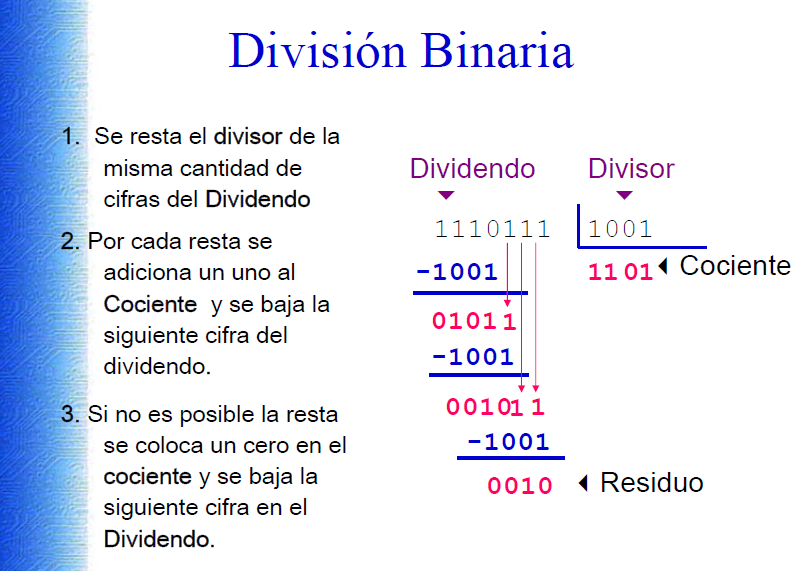 División Binaria
1. Se resta el divisor de la
misma cantidad de
cifras del Dividendo
2. Por cada resta se
adiciona un uno al
Cociente y se baja la
siguiente cifra del
dividendo.
3. Si no es posible la resta
se coloca un cero en el
cociente y se baja la
siguiente cifra en el
Dividendo.
Dividendo Divisor
1110111 1001
-1001 1101 Cociente
01011
-1001
001011
-1001
0010 Residuo